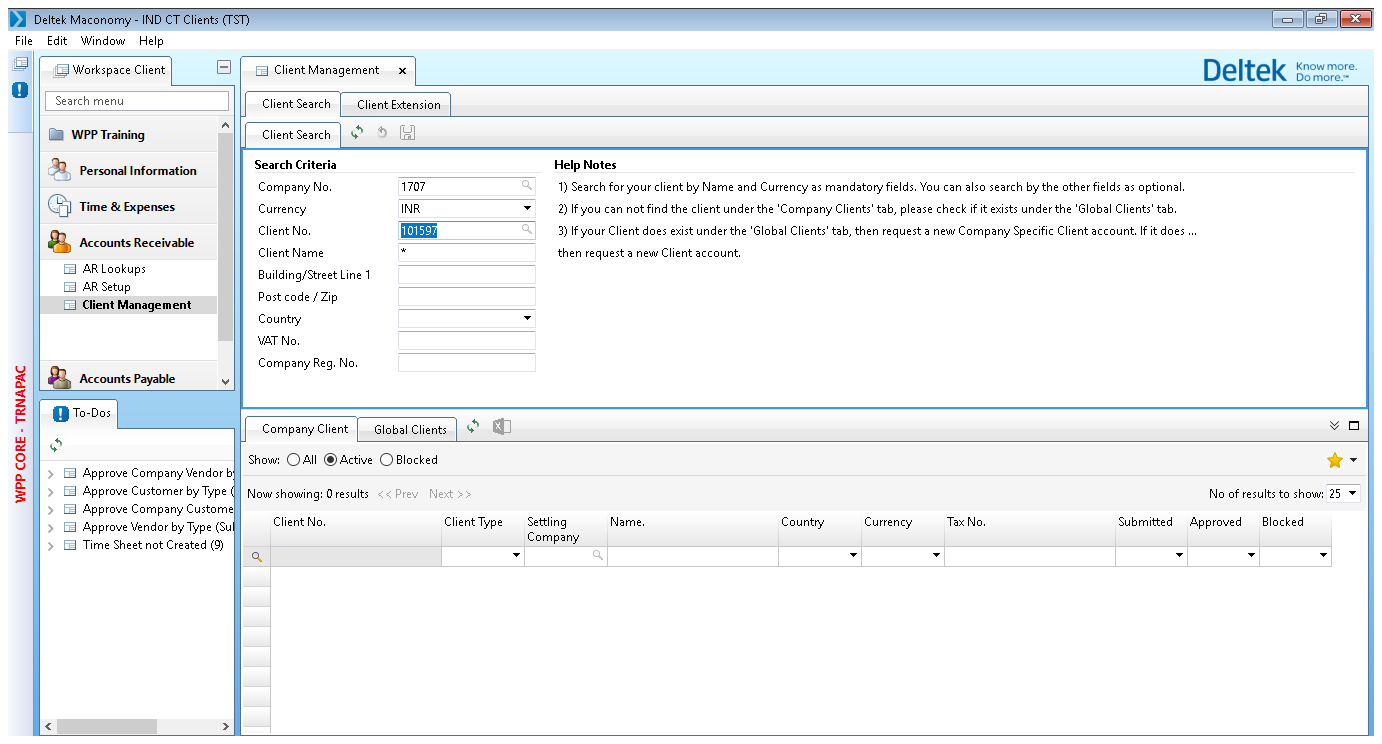 Deltek Maconomy - IND CT Clients (TST)
File Edit Window Help
Workspace Client
Search menu
WPP Training
Personal Information
Time & Expenses
Accounts Receivable
AR Lookups
AR Setup
Client Management
Accounts Payable
WPP CORE - TRNAPAC
To-Dos
Approve Company Vendor by
Approve Customer by Type (
Approve Company Custome
Approve Vendor by Type (Sul
Time Sheet not Created (9)
Client Management
Deltek Know more.
Do more.™
Client Search Client Extension
Client Search
Search Criteria
Company No. 1707
Currency INR
Client No. 101597
Client Name *
Building/Street Line 1
Post code / Zip
Country
VAT No.
Company Reg. No.
Help Notes
1) Search for your client by Name and Currency as mandatory fields. You can also search by the other fields as optional.
2) If you can not find the client under the 'Company Clients' tab, please check if it exists under the 'Global Clients' tab.
3) If your Client does exist under the 'Global Clients' tab, then request a new Company Specific Client account. If it does ...
then request a new Client account.
Company Client Global Clients
Show: All Active Blocked
Now showing: 0 results << Prev Next >> No of results to show: 25
Client No. Client Type Settling Company Name. Country Currency Tax No. Submitted Approved Blocked